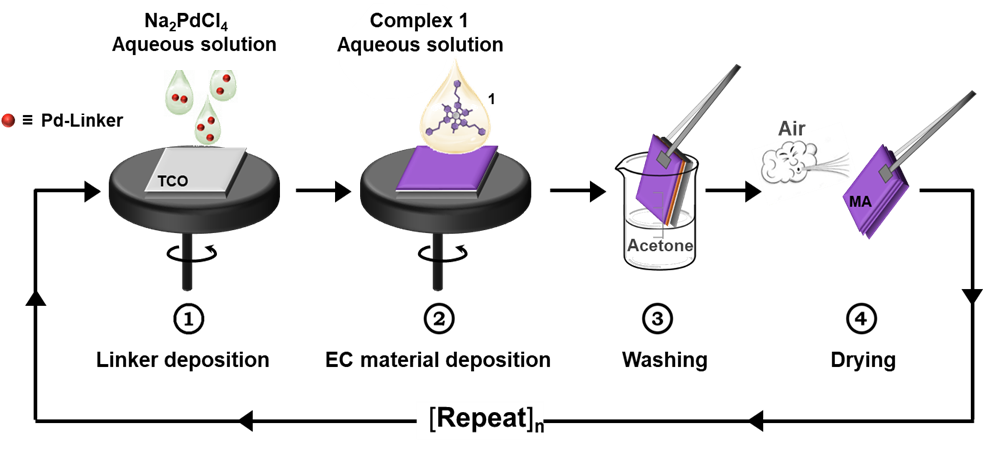 Na₂PdCl₄
Aqueous solution
Complex 1
Aqueous solution
≡ Pd-Linker
1
TCO
Air
MA
Acetone
1
2
3
4
Linker deposition
EC material deposition
Washing
Drying
[Repeat]ₙ